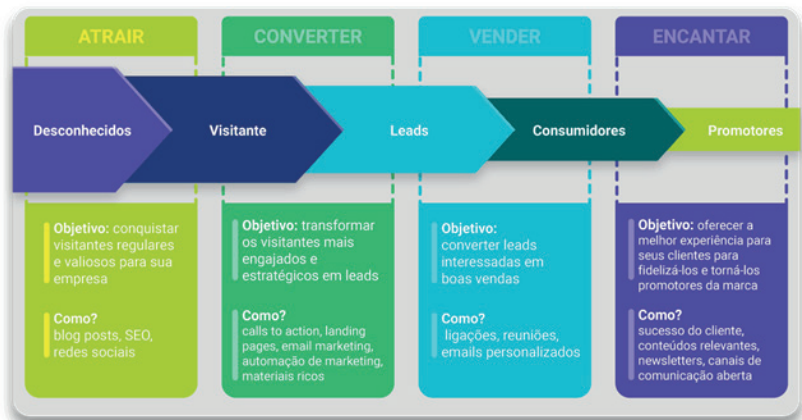 ATRAIR
CONVERTER
VENDER
ENCANTAR
Desconhecidos
Visitante
Leads
Consumidores
Promotores
Objetivo: conquistar
visitantes regulares
e valiosos para sua
empresa
Como?
blog posts, SEO,
redes sociais
Objetivo: transformar
os visitantes mais
engajados e
estratégicos em leads
Como?
calls to action, landing
pages, email marketing,
automação de marketing,
materiais ricos
Objetivo:
converter leads
interessadas em
boas vendas
Como?
ligações, reuniões,
emails personalizados
Objetivo: oferecer a
melhor experiência para
seus clientes para
fidelizá-los e torná-los
promotores da marca
Como?
sucesso do cliente,
conteúdos relevantes,
newsletters, canais de
comunicação aberta